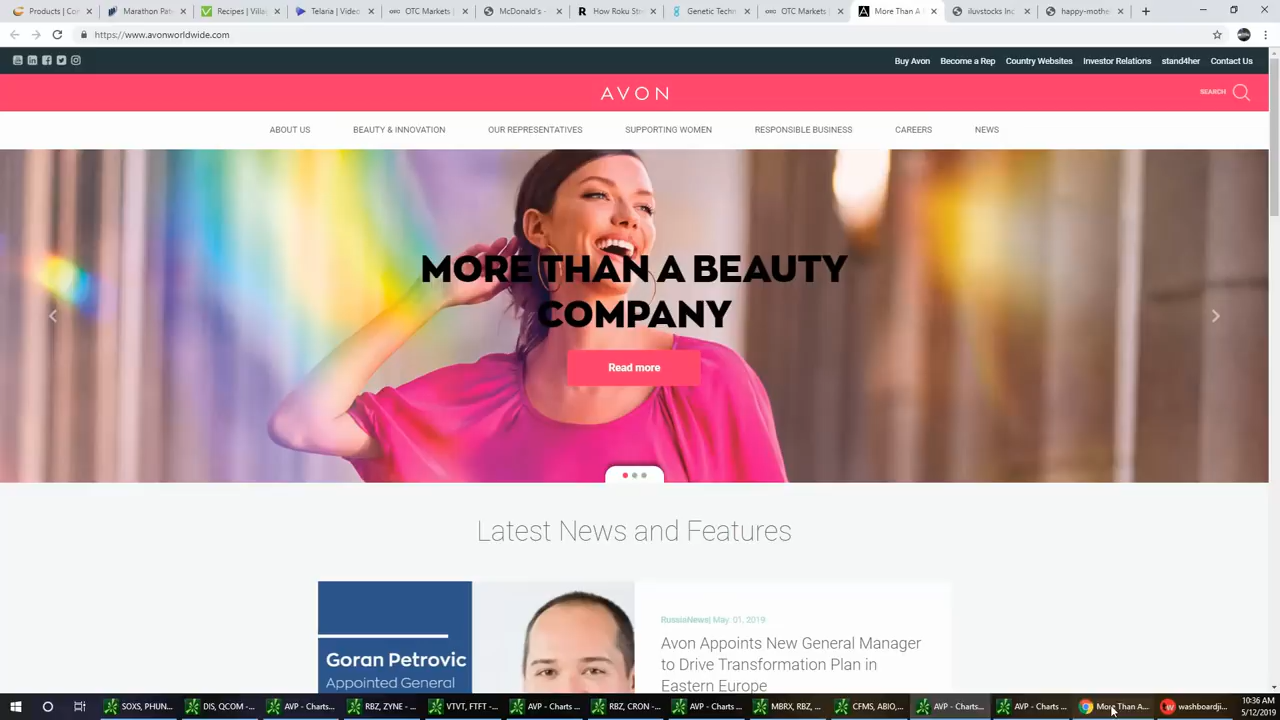 Products | Con
Marathon Pate
Recipes | Villag
Telaria | Video
OTC Markets |
McDonald's -
How Roku Str
Genetic Techn
OTC Markets |
More Than A
iluvstocks Inc
happy-mothe
https://www.avonworldwide.com
Buy Avon
Become a Rep
Country Websites
Investor Relations
stand4her
Contact Us
AVON
SEARCH
ABOUT US
BEAUTY & INNOVATION
OUR REPRESENTATIVES
SUPPORTING WOMEN
RESPONSIBLE BUSINESS
CAREERS
NEWS
MORE THAN A BEAUTY
COMPANY
Read more
Latest News and Features
Goran Petrovic
Appointed General
RussiaNews| May 01, 2019
Avon Appoints New General Manager
to Drive Transformation Plan in
Eastern Europe
SOXS, PHUN...
DIS, QCOM -...
AVP - Charts...
VTVT, FTFT - ...
AVP - Charts...
RBZ, CRON - ...
AVP - Charts...
MBRX, RBZ, ...
CFMS, ABIO,...
AVP - Charts...
AVP - Charts ...
More Than A...
washboardji...
10:36 AM
5/12/2019